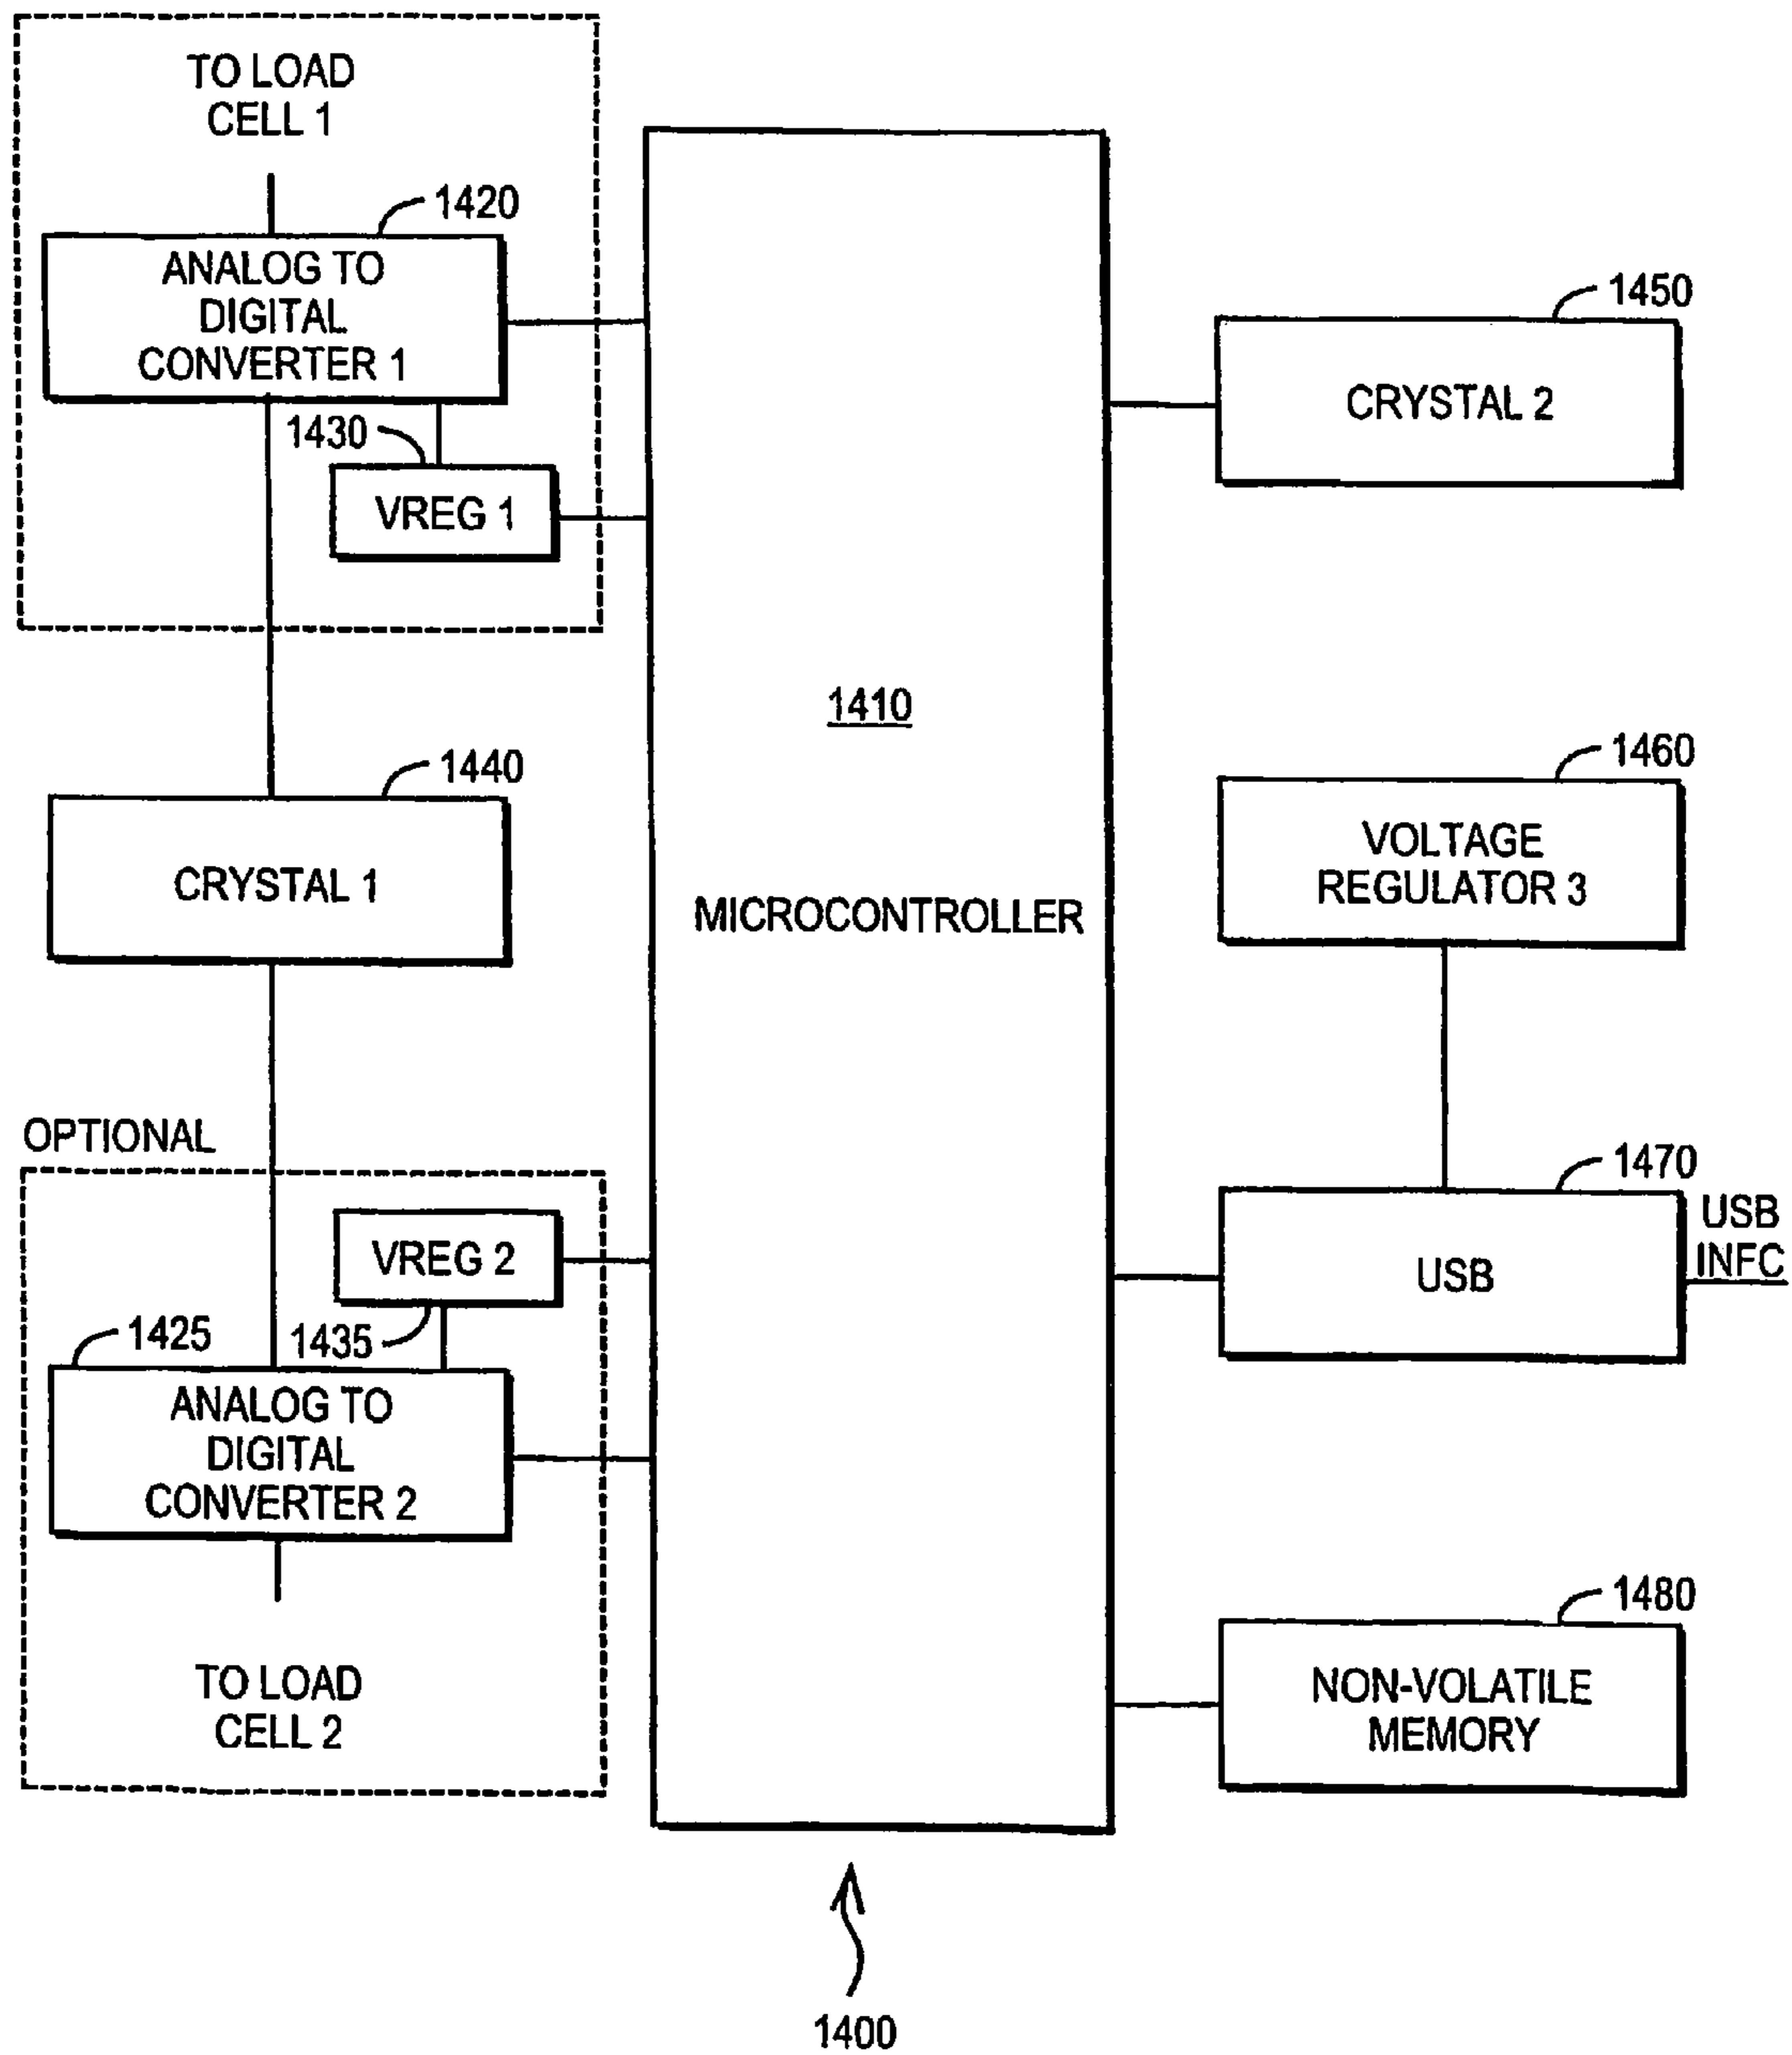 TO LOAD
CELL 1
1420
ANALOG TO
DIGITAL
CONVERTER 1
1430
VREG 1
1440
CRYSTAL 1
OPTIONAL
VREG 2
1435
1425
ANALOG TO
DIGITAL
CONVERTER 2
TO LOAD
CELL 2
1410
MICROCONTROLLER
1450
CRYSTAL 2
1460
VOLTAGE
REGULATOR 3
1470
USB
USB
INFC
1480
NON-VOLATILE
MEMORY
1400